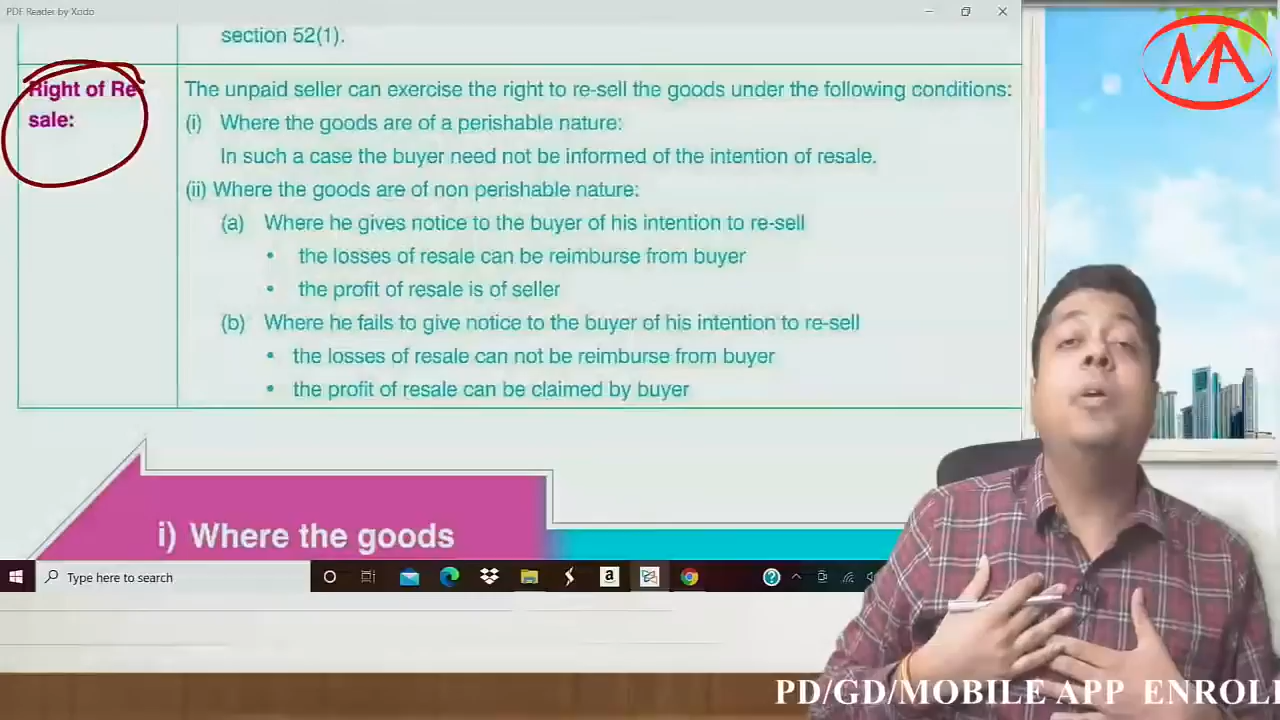 PDF Reader by Xodo
section 52(1).
Right of Re-
sale:
The unpaid seller can exercise the right to re-sell the goods under the following conditions:
(i) Where the goods are of a perishable nature:
In such a case the buyer need not be informed of the intention of resale.
(ii) Where the goods are of non perishable nature:
(a) Where he gives notice to the buyer of his intention to re-sell
• the losses of resale can be reimburse from buyer
• the profit of resale is of seller
(b) Where he fails to give notice to the buyer of his intention to re-sell
• the losses of resale can not be reimburse from buyer
• the profit of resale can be claimed by buyer
i) Where the goods
Type here to search
MA
PD/GD/MOBILE APP ENROLL